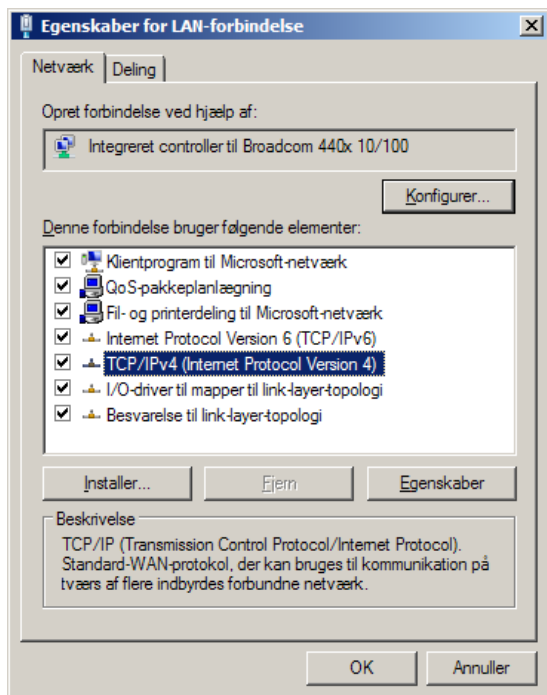 Egenskaber for LAN-forbindelse
Netværk
Deling
Opret forbindelse ved hjælp af:
Integreret controller til Broadcom 440x 10/100
Konfigurer...
Denne forbindelse bruger følgende elementer:
Klientprogram til Microsoft-netværk
QoS-pakkeplanlægning
Fil- og printerdeling til Microsoft-netværk
Internet Protocol Version 6 (TCP/IPv6)
TCP/IPv4 (Internet Protocol Version 4)
I/O-driver til mapper til link-layer-topologi
Besvarelse til link-layer-topologi
Installer...
Fjern
Egenskaber
Beskrivelse
TCP/IP (Transmission Control Protocol/Internet Protocol).
Standard-WAN-protokol, der kan bruges til kommunikation på
tværs af flere indbyrdes forbundne netværk.
OK
Annuller